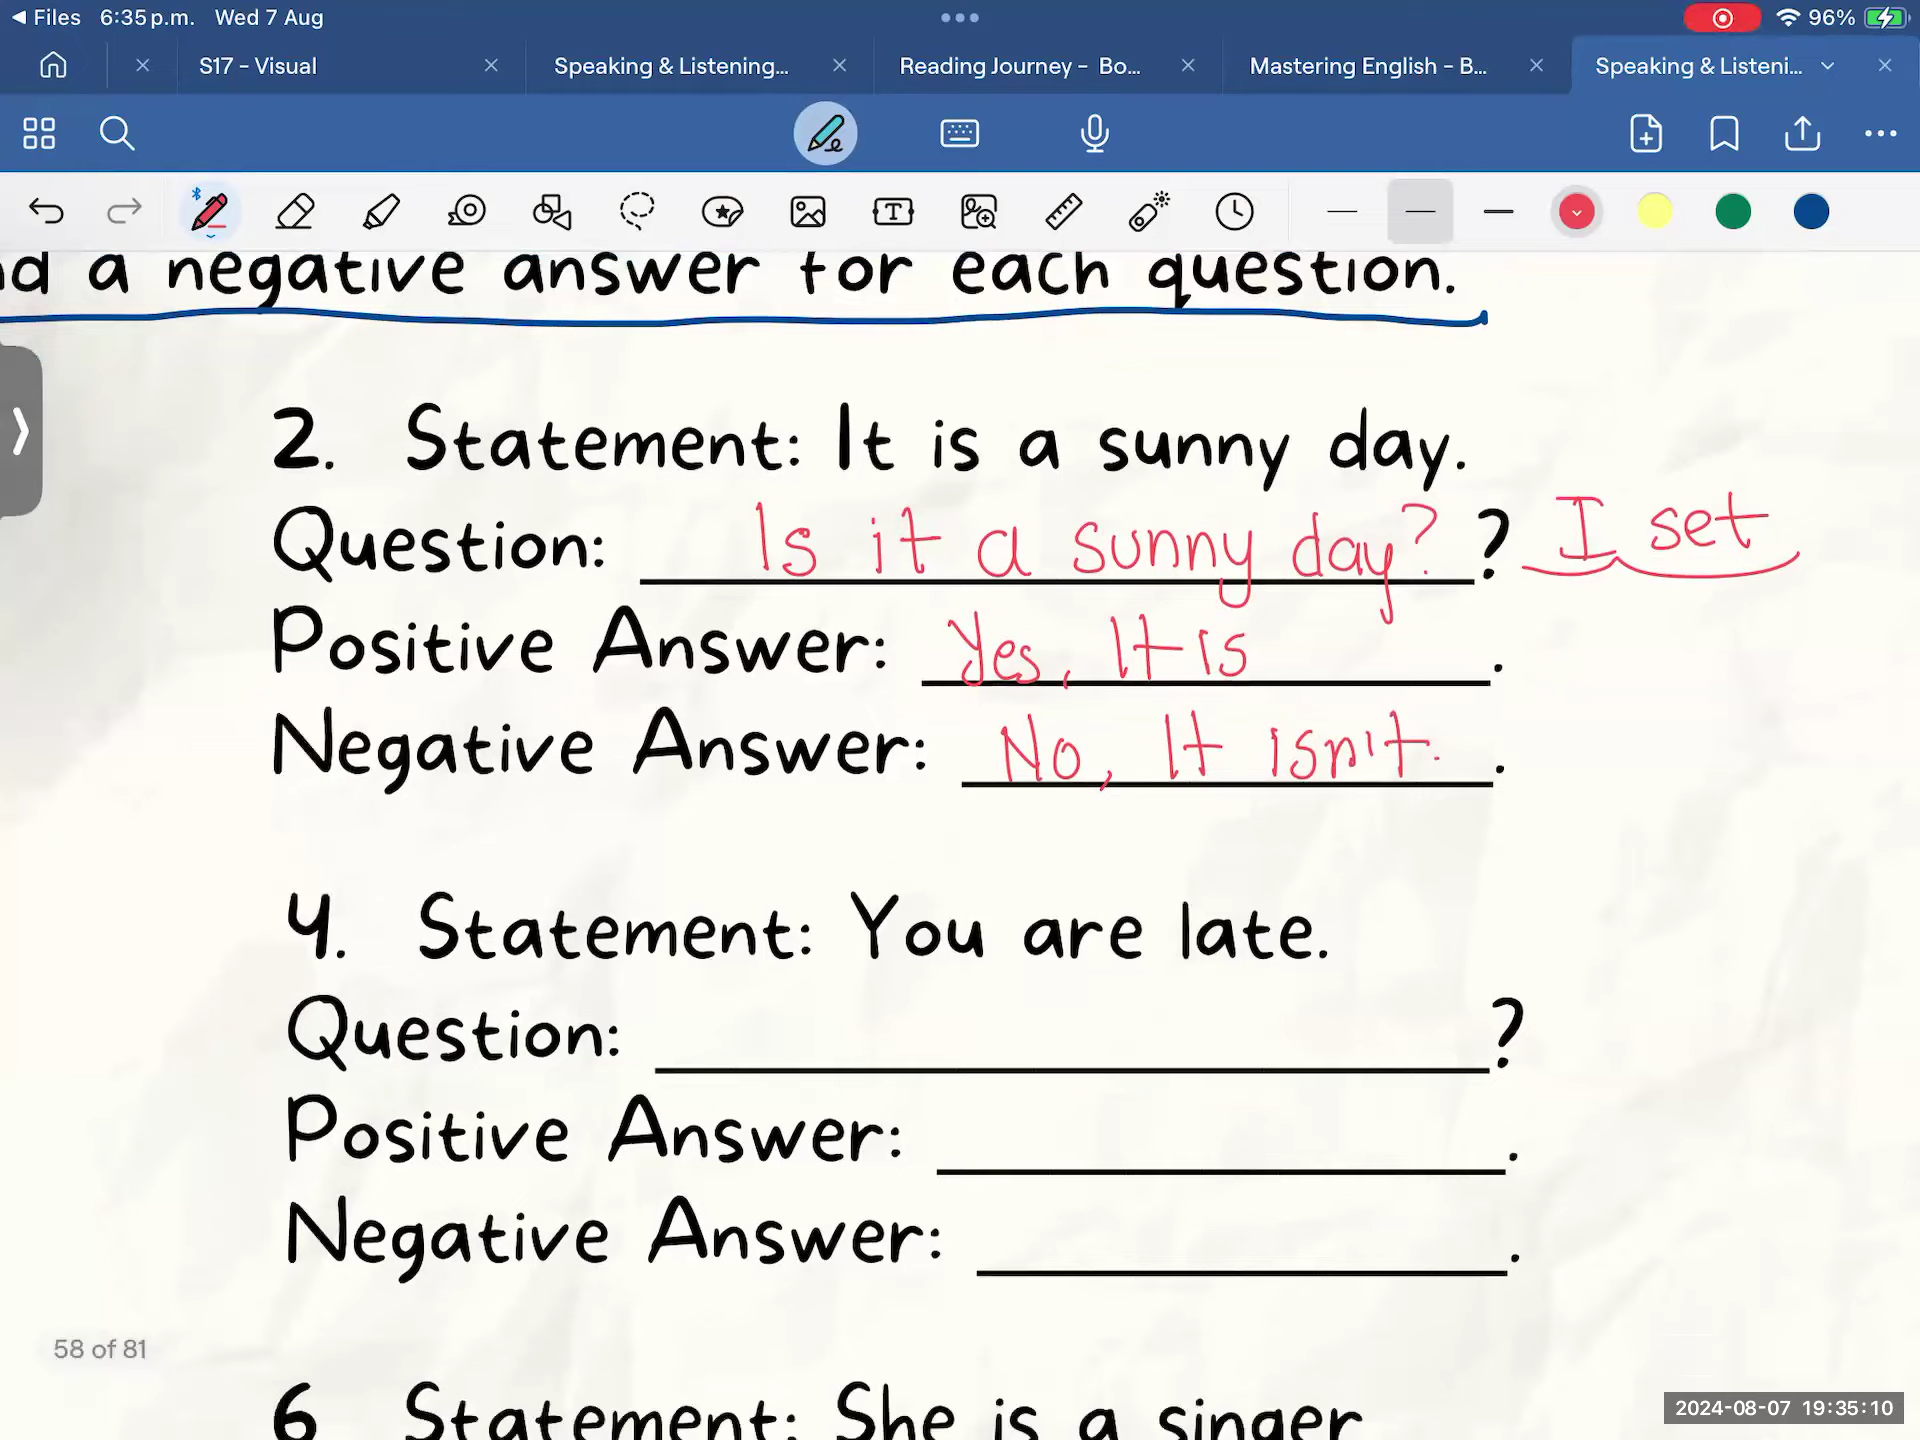 Files 6:35 p.m. Wed 7 Aug 96%
S17 - Visual Speaking & Listening... Reading Journey - Bo... Mastering English - B... Speaking & Listeni...
nd a negative answer for each question.
2. Statement: It is a sunny day.
Question: Is it a sunny day? ? I set
Positive Answer: Yes, It is .
Negative Answer: No, It isn't. .
4. Statement: You are late.
Question: ?
Positive Answer: .
Negative Answer: .
58 of 81
6 Statement: She is a singer
2024-08-07 19:35:10